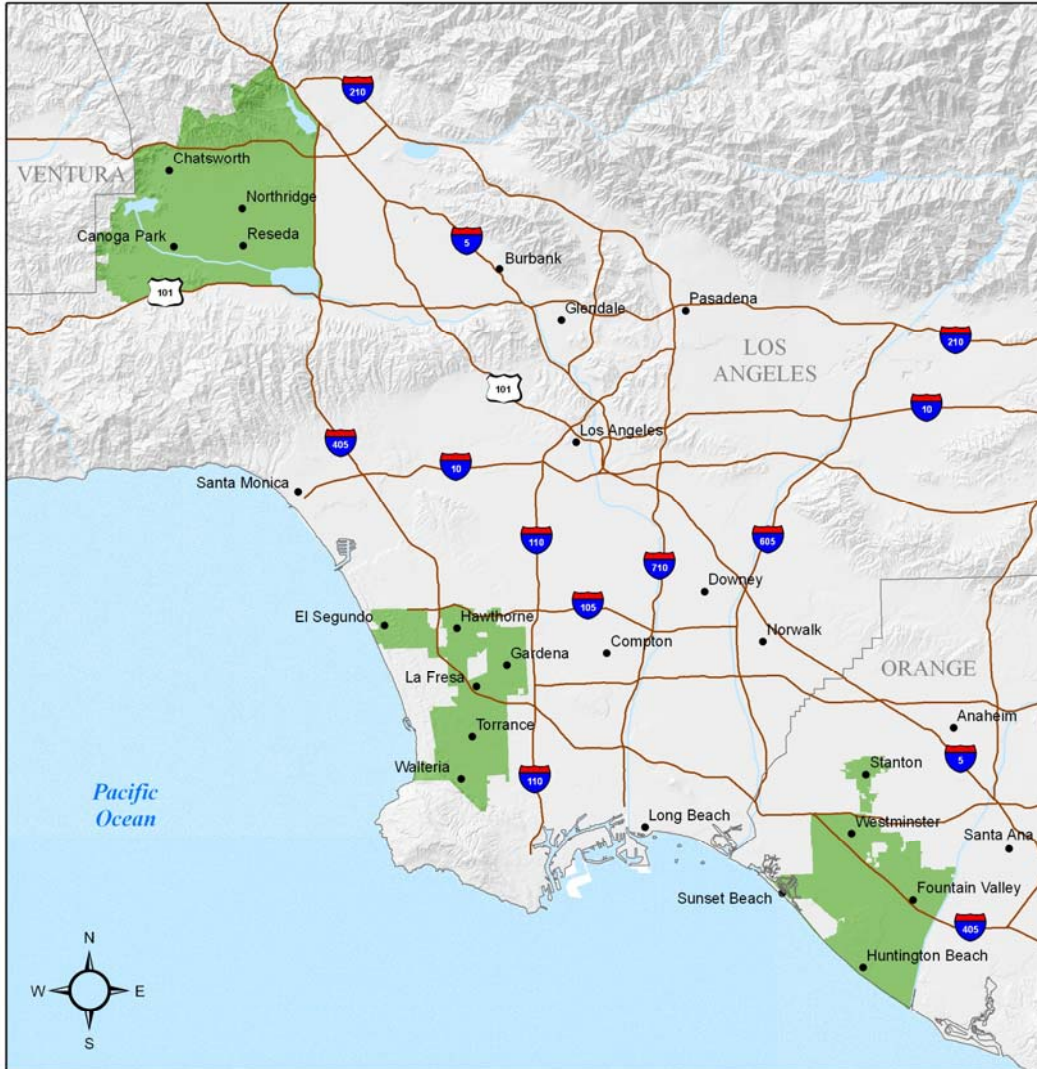 210
VENTURA
Chatsworth
Northridge
Canoga Park
Reseda
5
Burbank
101
Glendale
Pasadena
LOS
ANGELES
210
101
10
Los Angeles
405
10
Santa Monica
110
605
710
Downey
El Segundo
Hawthorne
105
Compton
Norwalk
Gardena
La Fresa
ORANGE
Torrance
Anaheim
Walteria
110
Stanton
5
Pacific
Ocean
Long Beach
Westminster
Santa Ana
Sunset Beach
Fountain Valley
405
Huntington Beach
N
W
E
S